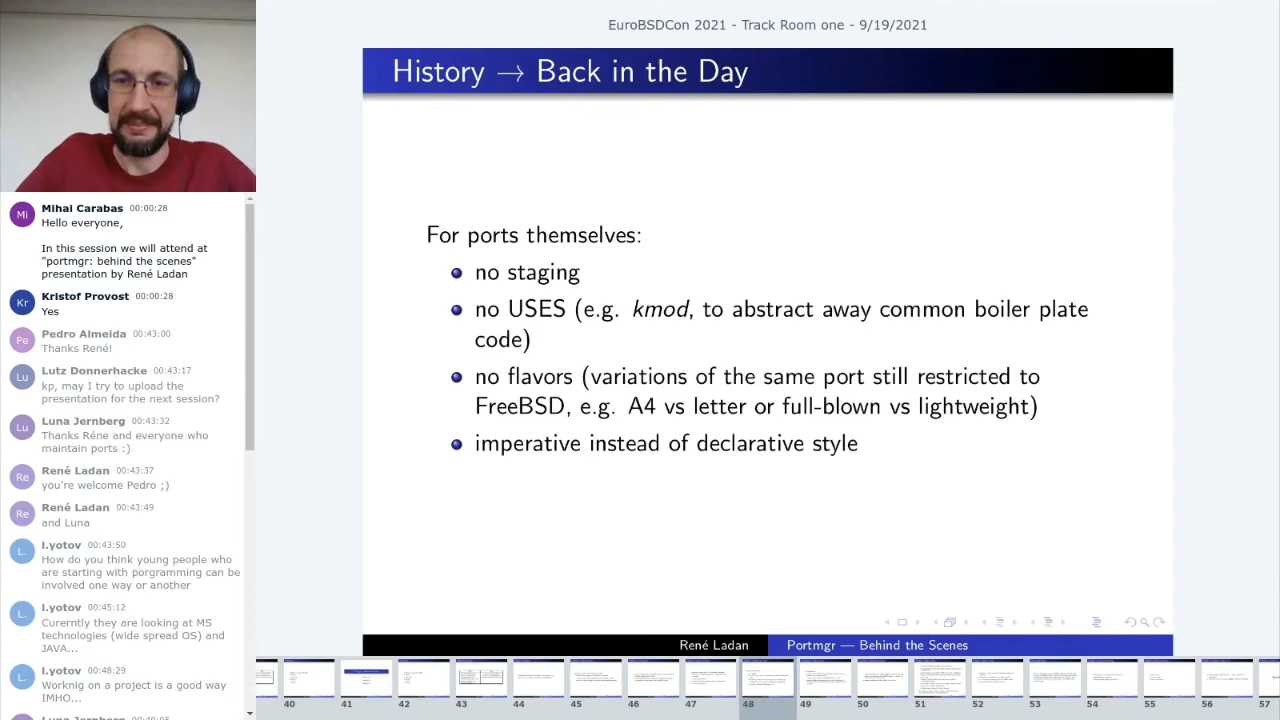 EuroBSDCon 2021 - Track Room one - 9/19/2021
History → Back in the Day
For ports themselves:
no staging
no USES (e.g. kmod, to abstract away common boiler plate
code)
no flavors (variations of the same port still restricted to
FreeBSD, e.g. A4 vs letter or full-blown vs lightweight)
imperative instead of declarative style
René Ladan
Portmgr — Behind the Scenes
Mi
Mihai Carabas 00:00:28
Hello everyone,
In this session we will attend at
"portmgr: behind the scenes"
presentation by René Ladan
Kr
Kristof Provost 00:00:28
Yes
Pe
Pedro Almeida 00:43:00
Thanks René!
Lu
Lutz Donnerhacke 00:43:17
kp, may I try to upload the
presentation for the next session?
Lu
Luna Jernberg 00:43:32
Thanks Réne and everyone who
maintain ports :)
Re
René Ladan 00:43:37
you're welcome Pedro ;)
Re
René Ladan 00:43:49
and Luna
I.
I.yotov 00:43:50
How do you think young people who
are starting with porgramming can be
involved one way or another
I.
I.yotov 00:45:12
Curerntly they are looking at MS
technologies (wide spread OS) and
JAVA...
I.
I.yotov 00:48:29
Worknig on a project is a good way
IMHO...
40 41 42 43 44 45 46 47 48 49 50 51 52 53 54 55 56 57